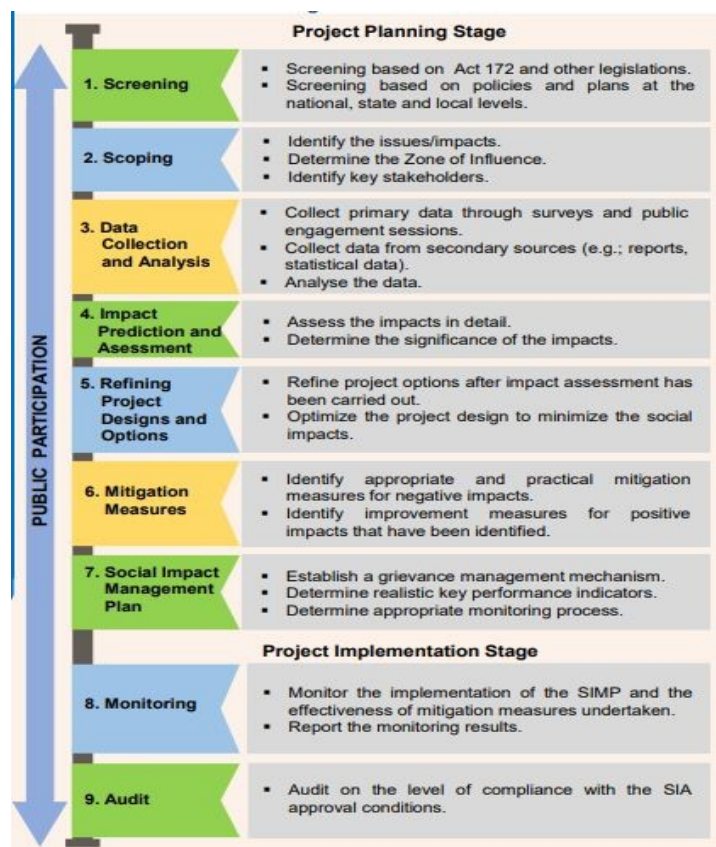 Project Planning Stage
1. Screening
▪ Screening based on Act 172 and other legislations.
▪ Screening based on policies and plans at the
national, state and local levels.
2. Scoping
▪ Identify the issues/impacts.
▪ Determine the Zone of Influence.
▪ Identify key stakeholders.
3. Data
Collection
and Analysis
▪ Collect primary data through surveys and public
engagement sessions.
▪ Collect data from secondary sources (e.g.; reports,
statistical data).
▪ Analyse the data.
4. Impact
Prediction and
Asessment
▪ Assess the impacts in detail.
▪ Determine the significance of the impacts.
5. Refining
Project
Designs and
Options
▪ Refine project options after impact assessment has
been carried out.
▪ Optimize the project design to minimize the social
impacts.
6. Mitigation
Measures
▪ Identify appropriate and practical mitigation
measures for negative impacts.
▪ Identify improvement measures for positive
impacts that have been identified.
7. Social Impact
Management
Plan
▪ Establish a grievance management mechanism.
▪ Determine realistic key performance indicators.
▪ Determine appropriate monitoring process.
Project Implementation Stage
8. Monitoring
▪ Monitor the implementation of the SIMP and the
effectiveness of mitigation measures undertaken.
▪ Report the monitoring results.
9. Audit
▪ Audit on the level of compliance with the SIA
approval conditions.
PUBLIC PARTICIPATION